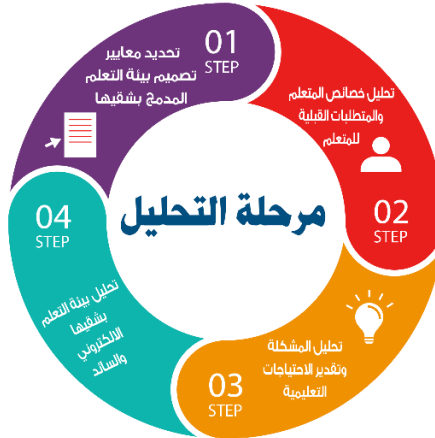 01
STEP
تحديد معايير
تصميم بيئة التعلم
المدمج بشقيها
تحليل خصائص المتعلم
والمتطلبات القبلية
للمتعلم
02
STEP
مرحلة التحليل
تحليل المشكلة
وتقدير الاحتياجات
التعليمية
03
STEP
04
STEP
تحليل بيئة التعلم
بشقيها
الالكتروني
والسائد